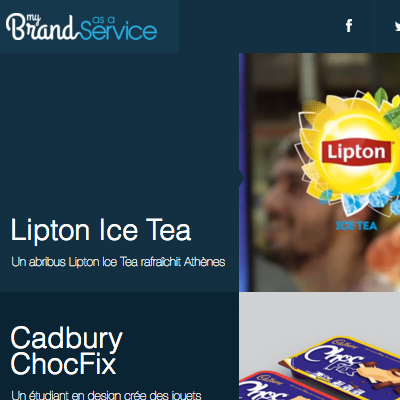 my Brand as a Service
f
Lipton
ICE TEA
Lipton Ice Tea
Un abribus Lipton Ice Tea rafraîchit Athènes
Cadbury
ChocFix
Cadbury
Choc
Un étudiant en design crée des jouets